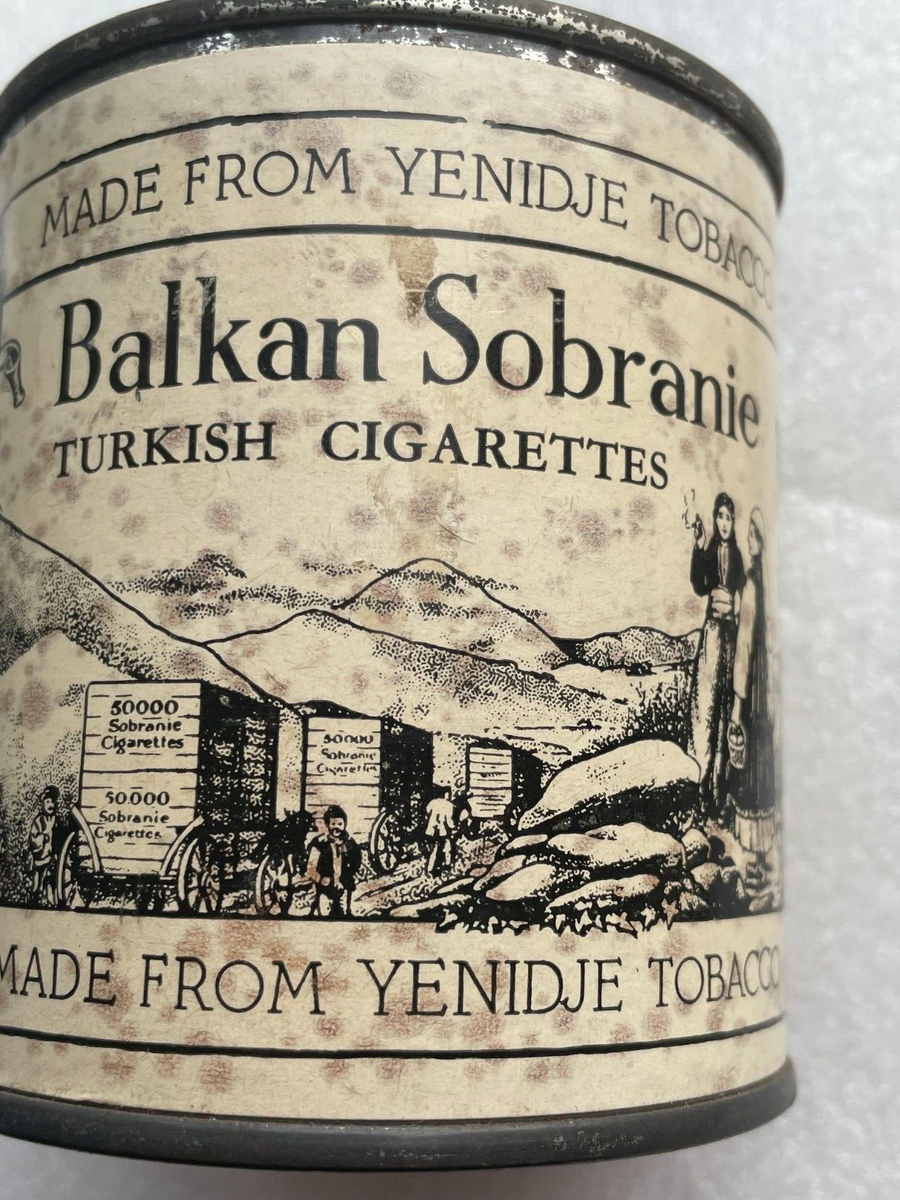 MADE FROM YENIDJE TOBACCO
Balkan Sobranie
TURKISH CIGARETTES
50000
Sobranie
Cigarettes
50.000
Sobranie
Cigarettes
50000
Sobranie
Cigarettes
MADE FROM YENIDJE TOBACCO